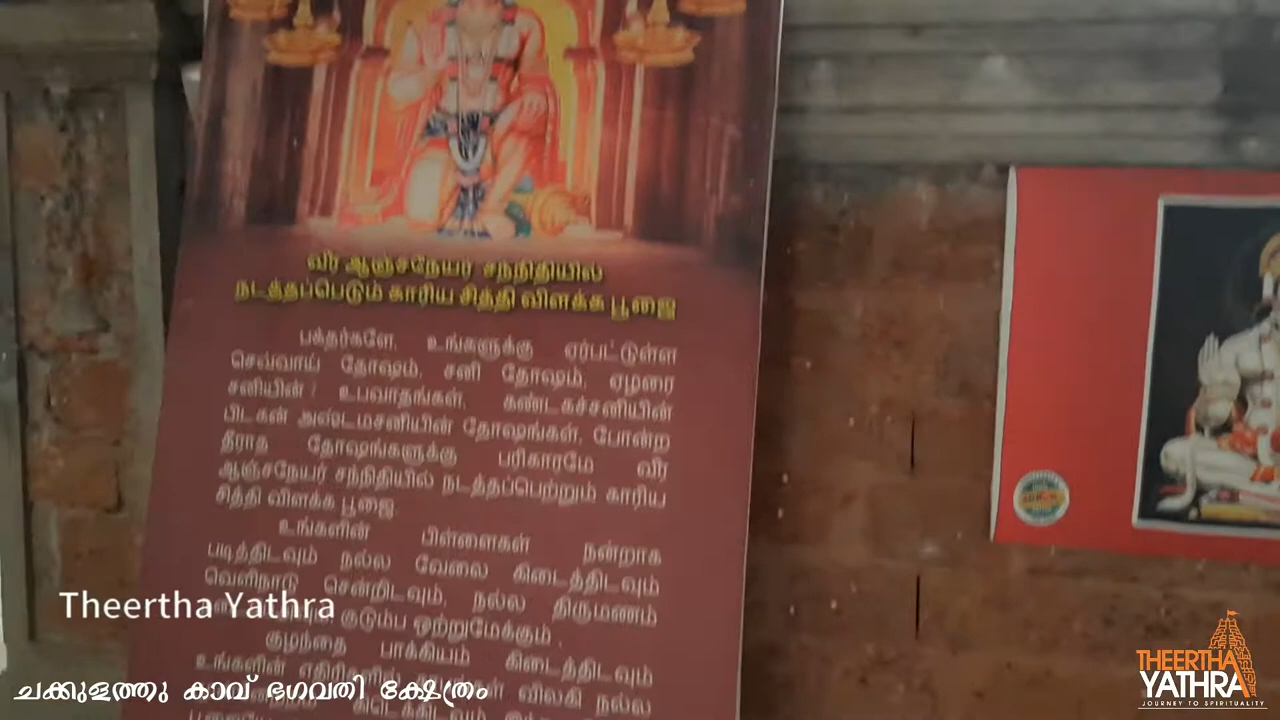 வீர ஆஞ்சநேயர் சந்நிதியில்
நடத்தப்பெடும் காரிய சித்தி விளக்க பூஜை
பக்தர்களே, உங்களுக்கு ஏர்பட்டுள்ள
செவ்வாய் தோஷம், சனி தோஷம், ஏழரை
சனியின் / உபவாதங்கள், கண்டகச்சனியின்
பிடகன் அஸ்டமசனியின் தோஷங்கள், போன்ற
தீராத தோஷங்களுக்கு பரிகாரமே வீர
ஆஞ்சநேயர் சந்நிதியில் நடத்தப்பெற்றும் காரிய
சித்தி விளக்க பூஜை.
உங்களின் பிள்ளைகள் நன்றாக
படித்திடவும் நல்ல வேலை கிடைத்திடவும்
வெளிநாடு சென்றிடவும், நல்ல திருமணம்
குடும்ப ஒற்றுமேக்கும் .
குழந்தை பாக்கியம் கிடைத்திடவும்
உங்களின் விலகி நல்ல
Theertha Yathra
ചക്കുളത്തു കാവ് ഭഗവതി ക്ഷേത്രം
THEERTHA
YATHRA
JOURNEY TO SPIRITUALITY